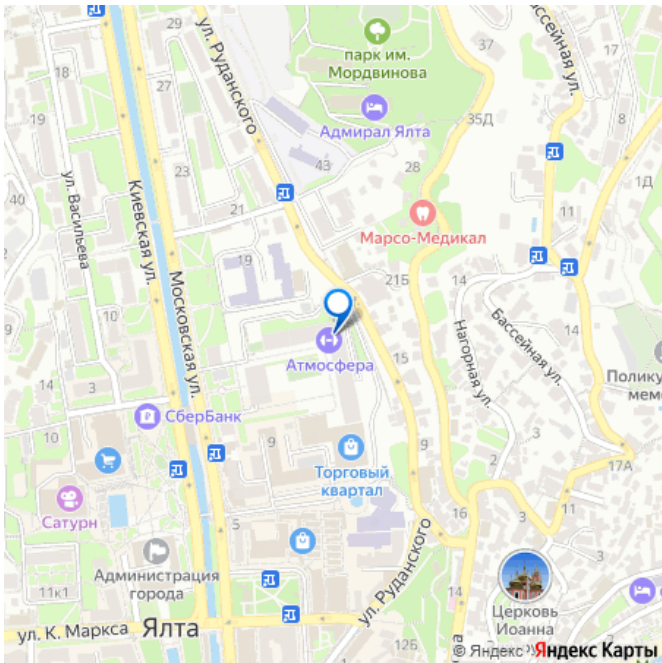 18
27
ул. Руданского
парк им.
Мордвинова
37
Бассейная ул.
Адмирал Ялта
35Д
8
19
23
43
28
1Д
40
ул. Васильева
Киевская ул.
21
Марсо-Медикал
11
19
Московская ул.
21Б
14
14
10
Нагорная ул.
Бассейная ул.
14
Атмосфера
15
Полику
мем
10
СберБанк
3
9
9
Торговый
квартал
2
17А
Сатурн
5
16
11
3
Администрация
города
11к1
ул. Руданского
3
Церковь
Иоанна
ул. К. Маркса
Ялта
12Б
© Яндекс
Яндекс Карты